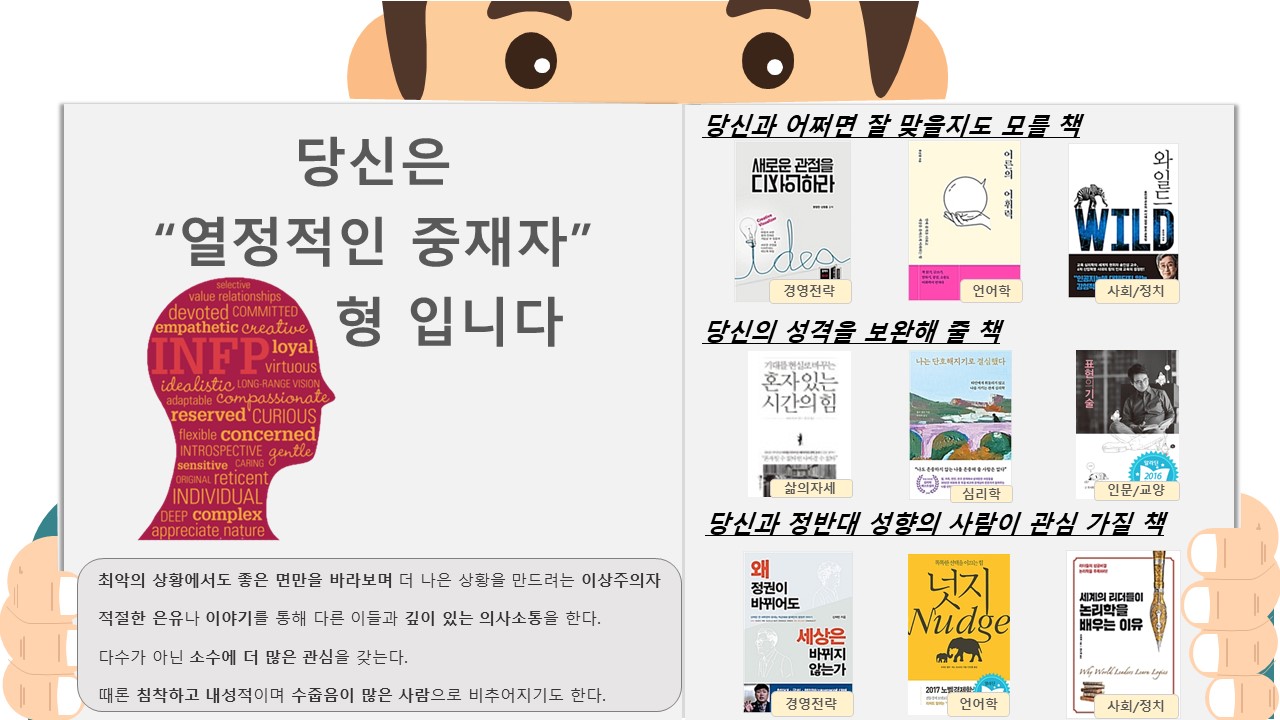 당신은
“열정적인 중재자”
형 입니다
selective
value relationships
devoted COMMITTED
empathetic creative
INFP loyal
virtuous
idealistic LONG-RANGE VISION
adaptable compassionate
reserved CURIOUS
flexible concerned
INTROSPECTIVE gentle
sensitive CARING
ORIGINAL reticent
INDIVIDUAL
DEEP complex
appreciate nature
최악의 상황에서도 좋은 면만을 바라보며 더 나은 상황을 만드려는 이상주의자
적절한 은유나 이야기를 통해 다른 이들과 깊이 있는 의사소통을 한다.
다수가 아닌 소수에 더 많은 관심을 갖는다.
때론 침착하고 내성적이며 수줍음이 많은 사람으로 비추어지기도 한다.
당신과 어쩌면 잘 맞을지도 모를 책
새로운 관점을
디자인하라
Creative
idea
경영전략
어른의 어휘력
언어학
와일드
WILD
사회/정치
당신의 성격을 보완해 줄 책
기대를 현실로 바꾸는
혼자 있는
시간의 힘
삶의자세
나는 단호해지기로 결심했다
심리학
표현의 기술
알라딘
2016
인문/교양
당신과 정반대 성향의 사람이 관심 가질 책
왜
정권이
바뀌어도
세상은
바뀌지
않는가
경영전략
똑똑한 선택을 이끄는 힘
넛지
Nudge
2017 노벨경제학상
언어학
세계의 리더들이
논리학을
배우는 이유
Why World Leaders Learn Logics
사회/정치